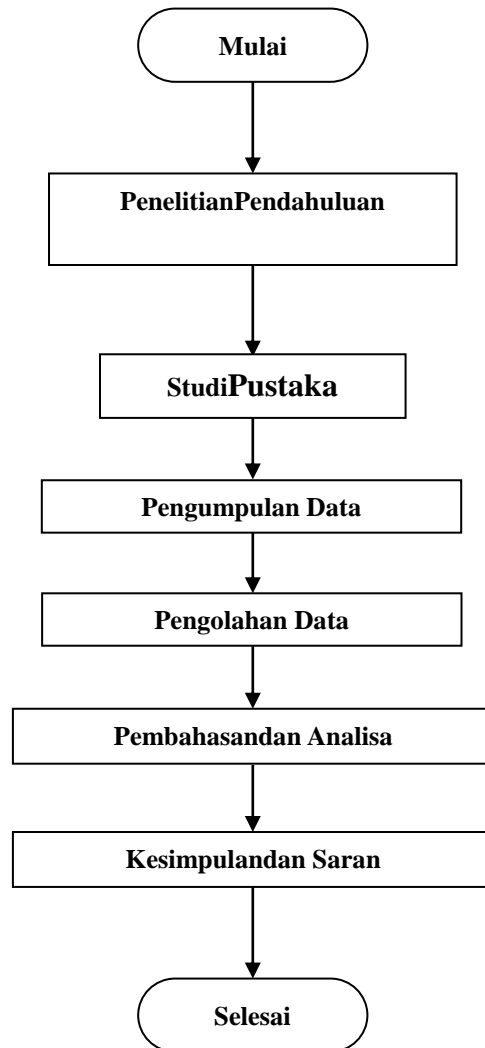 Mulai
PenelitianPendahuluan
StudiPustaka
Pengumpulan Data
Pengolahan Data
Pembahasandan Analisa
Kesimpulandan Saran
Selesai